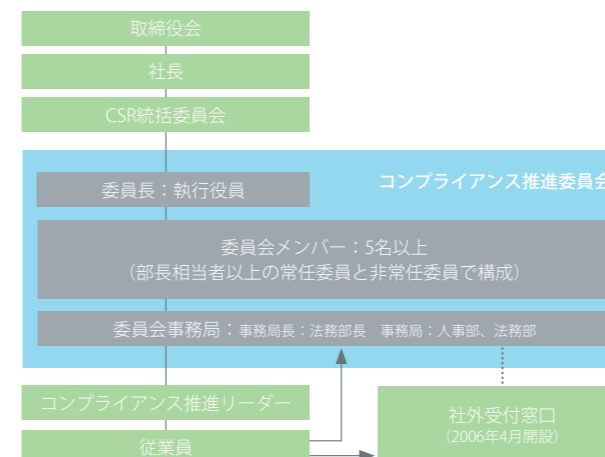 取締役会
社長
CSR統括委員会
コンプライアンス推進委員会
委員長：執行役員
委員会メンバー：5名以上
（部長相当者以上の常任委員と非常任委員で構成）
委員会事務局：事務局長：法務部長　事務局：人事部、法務部
コンプライアンス推進リーダー
従業員
社外受付窓口
（2006年4月開設）